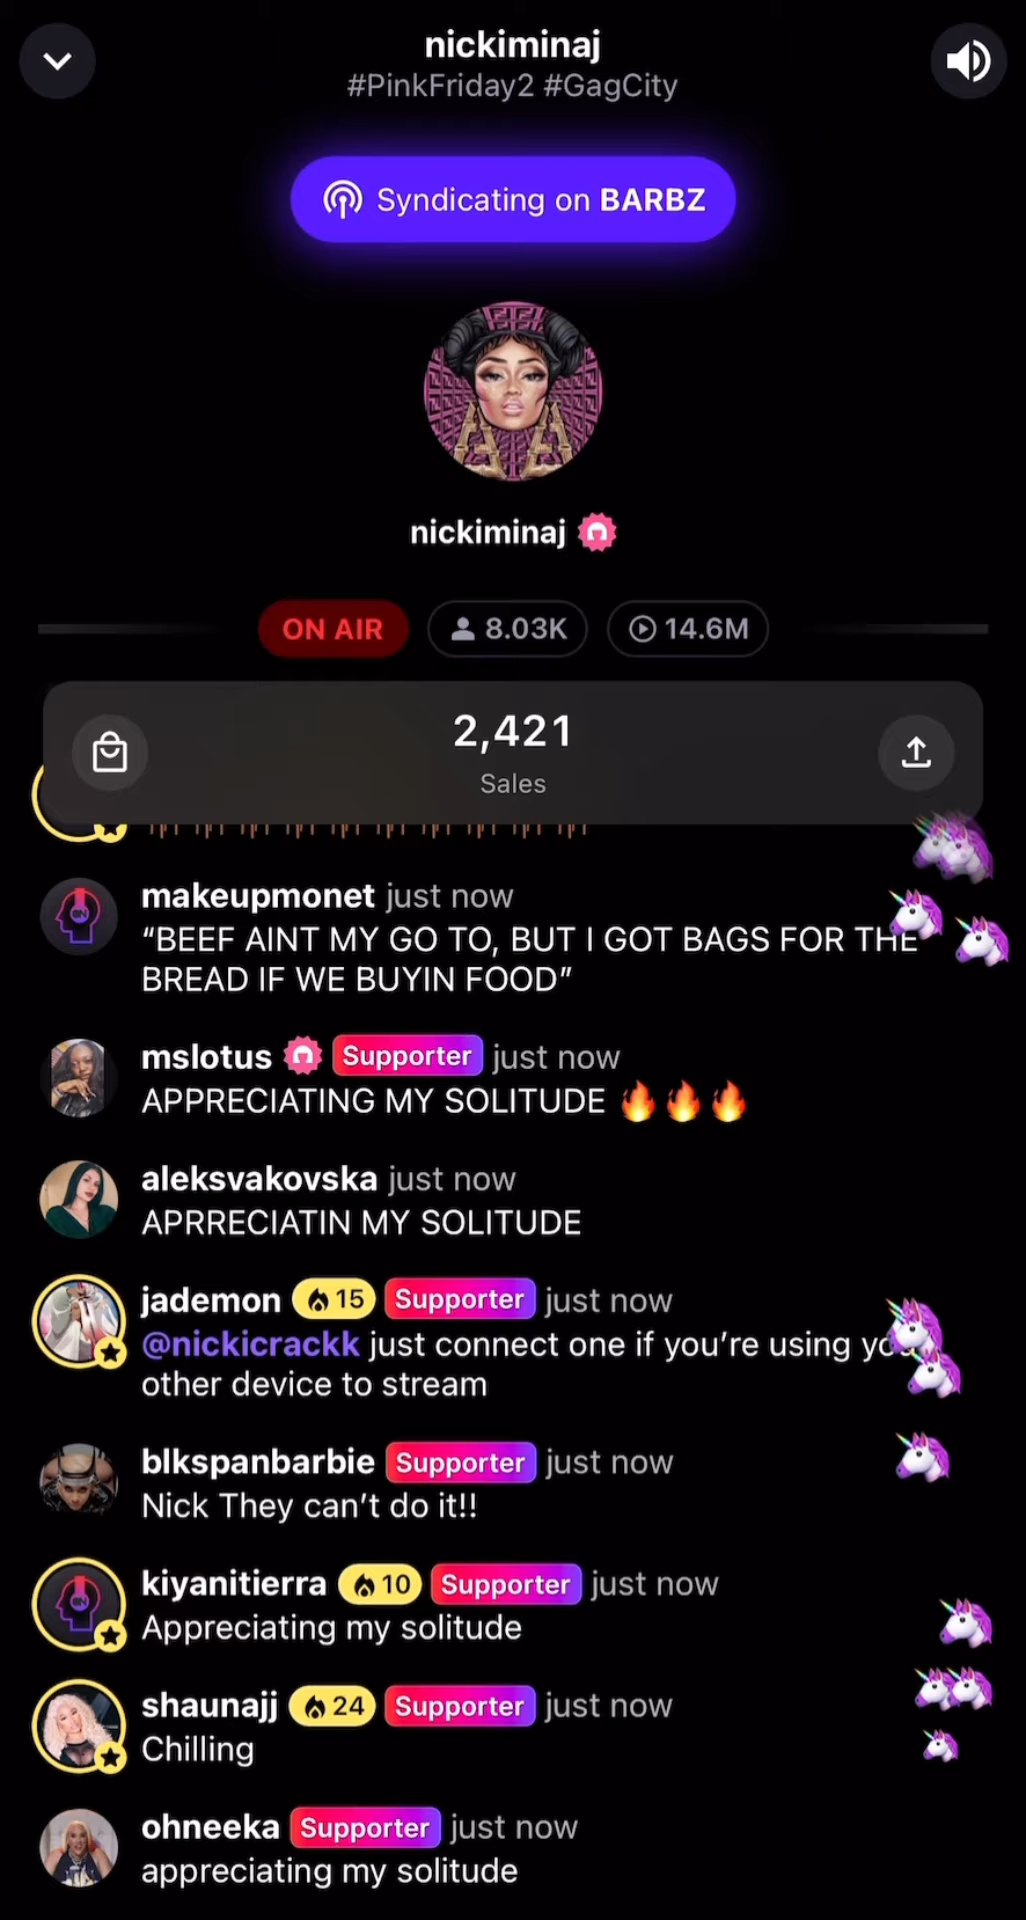 nickiminaj
#PinkFriday2 #GagCity
Syndicating on BARBZ
nickiminaj
ON AIR 8.03K 14.6M
2,421
Sales
makeupmonet just now
“BEEF AINT MY GO TO, BUT I GOT BAGS FOR THE
BREAD IF WE BUYIN FOOD”
mslotus Supporter just now
APPRECIATING MY SOLITUDE 🔥🔥🔥
aleksvakovska just now
APRRECIATIN MY SOLITUDE
jademon 15 Supporter just now
@nickicrackk just connect one if you’re using
other device to stream
blkspanbarbie Supporter just now
Nick They can’t do it!!
kiyanitierra 10 Supporter just now
Appreciating my solitude
shaunajj 24 Supporter just now
Chilling
ohneeka Supporter just now
appreciating my solitude